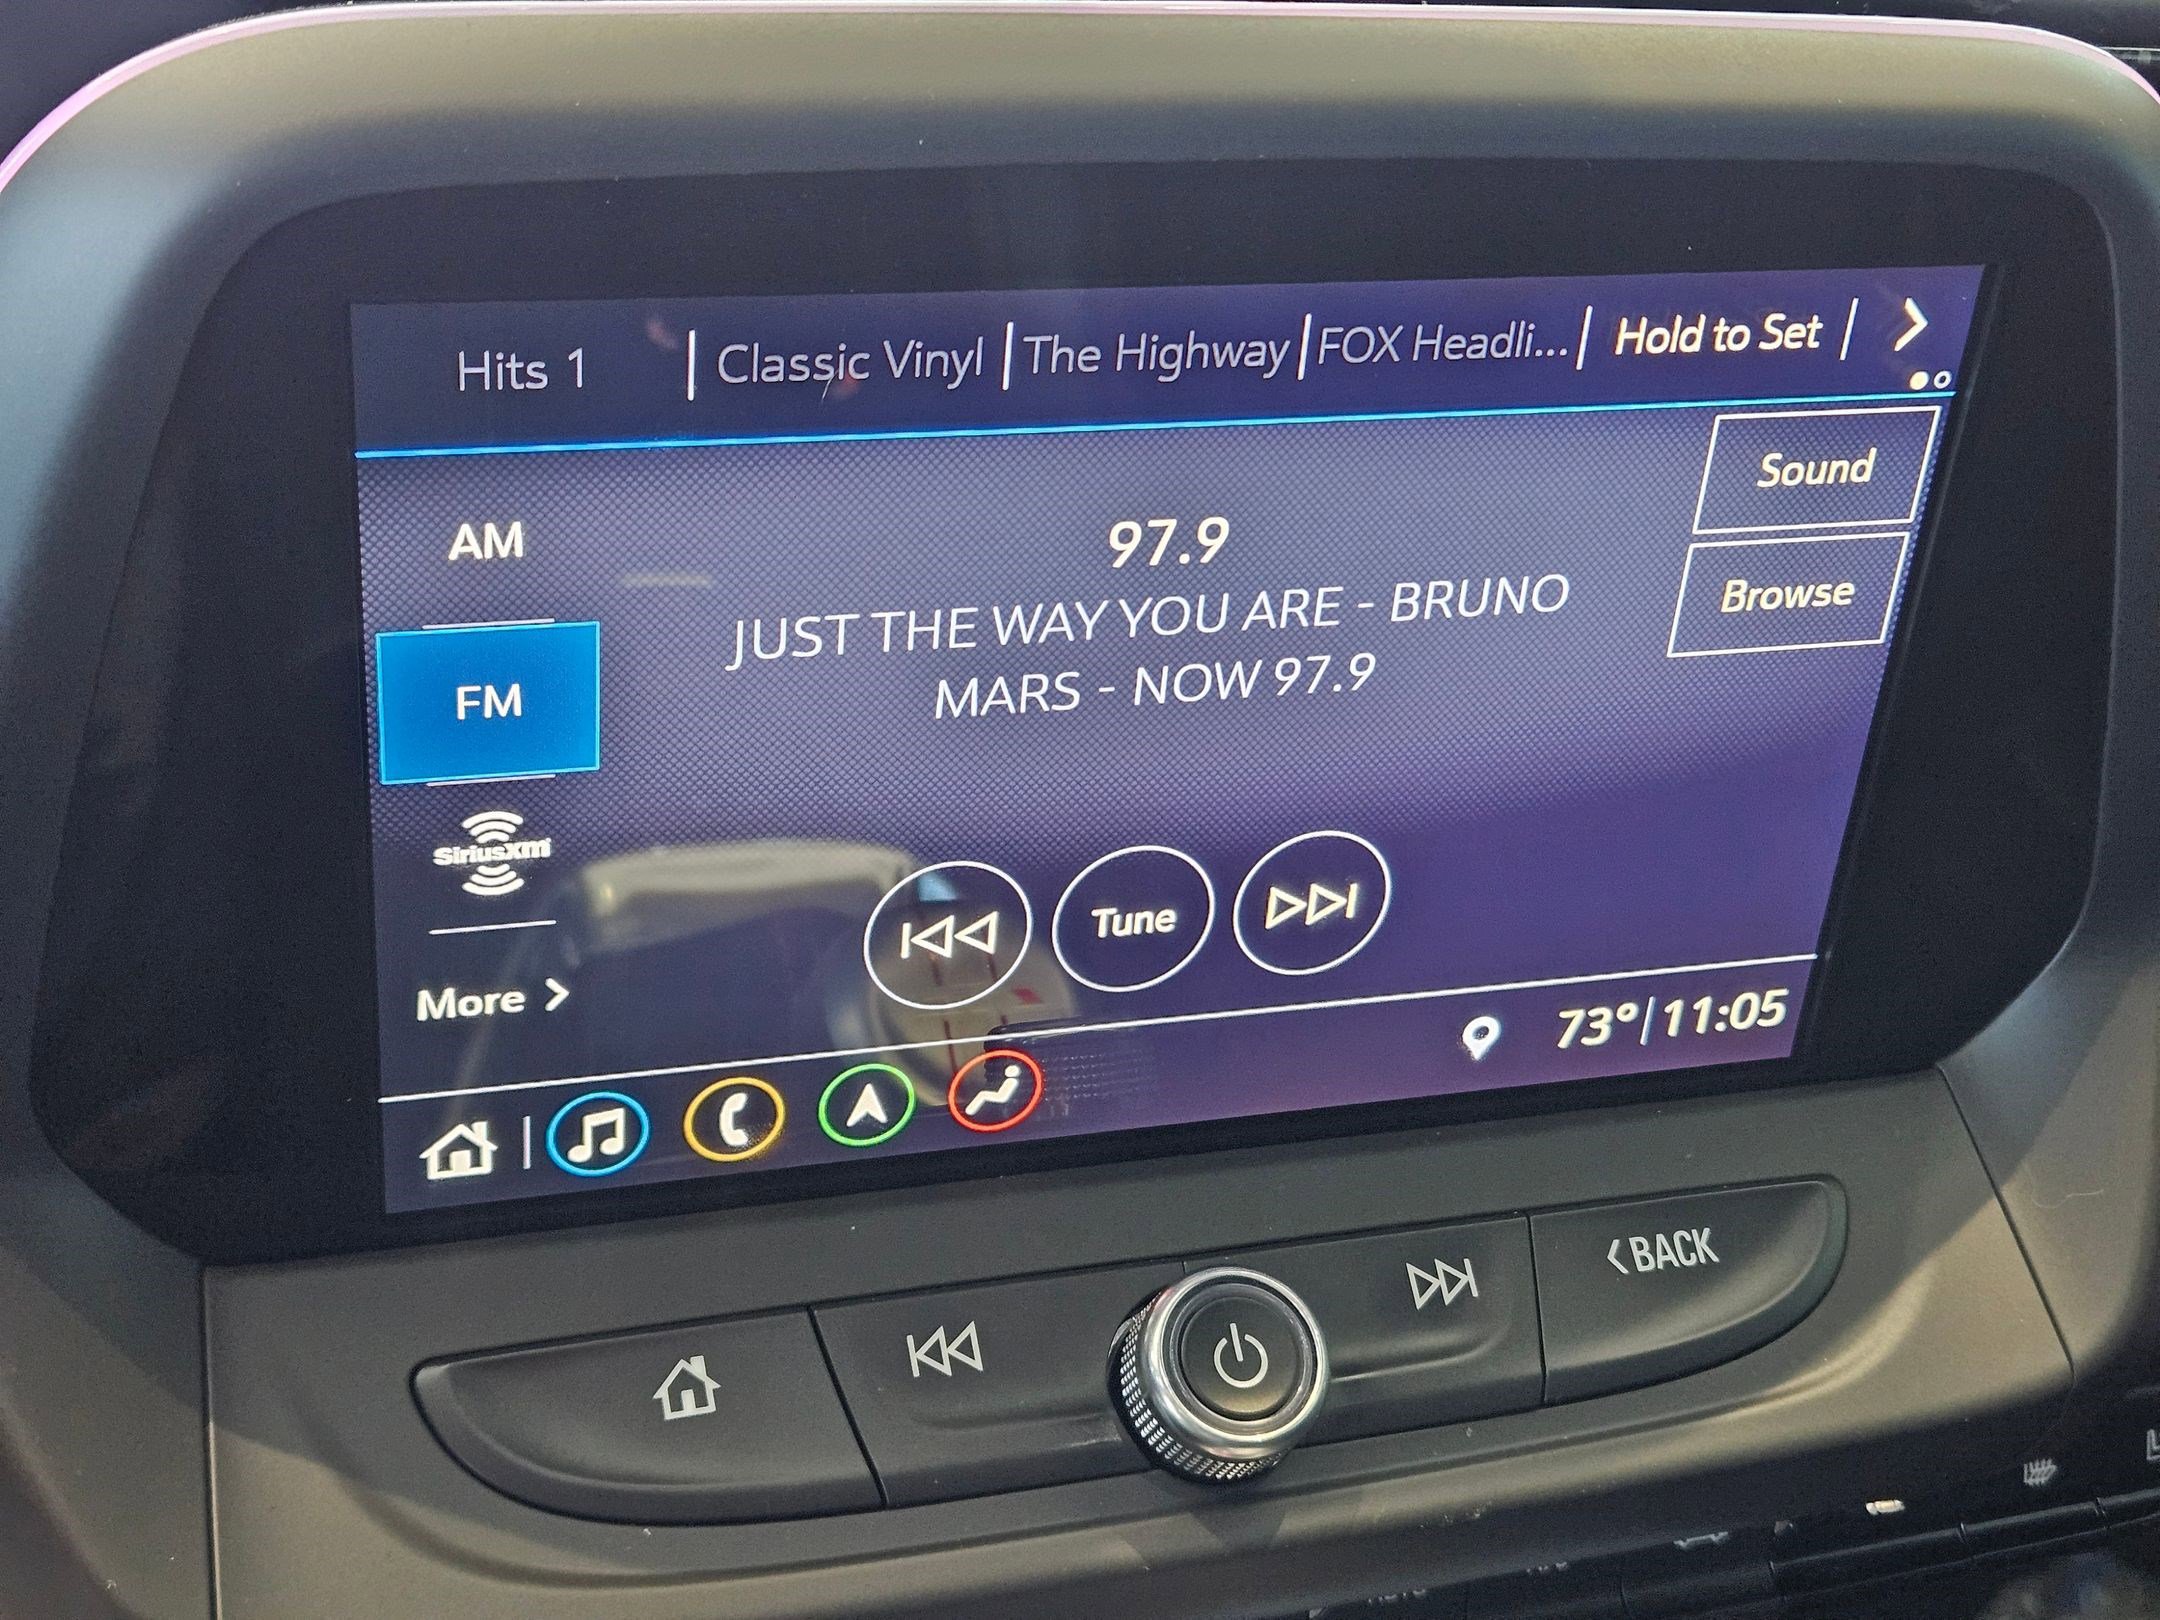 Hits 1 | Classic Vinyl | The Highway | FOX Headli... | Hold to Set |
Sound
AM
97.9
Browse
JUST THE WAY YOU ARE - BRUNO
MARS - NOW 97.9
FM
SiriusXM
Tune
More >
73° | 11:05
< BACK